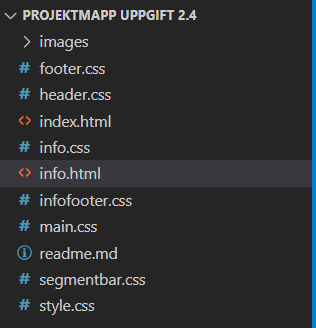 PROJEKTMAPP UPPGIFT 2.4
images
# footer.css
# header.css
<> index.html
# info.css
<> info.html
# infofooter.css
# main.css
readme.md
# segmentbar.css
# style.css